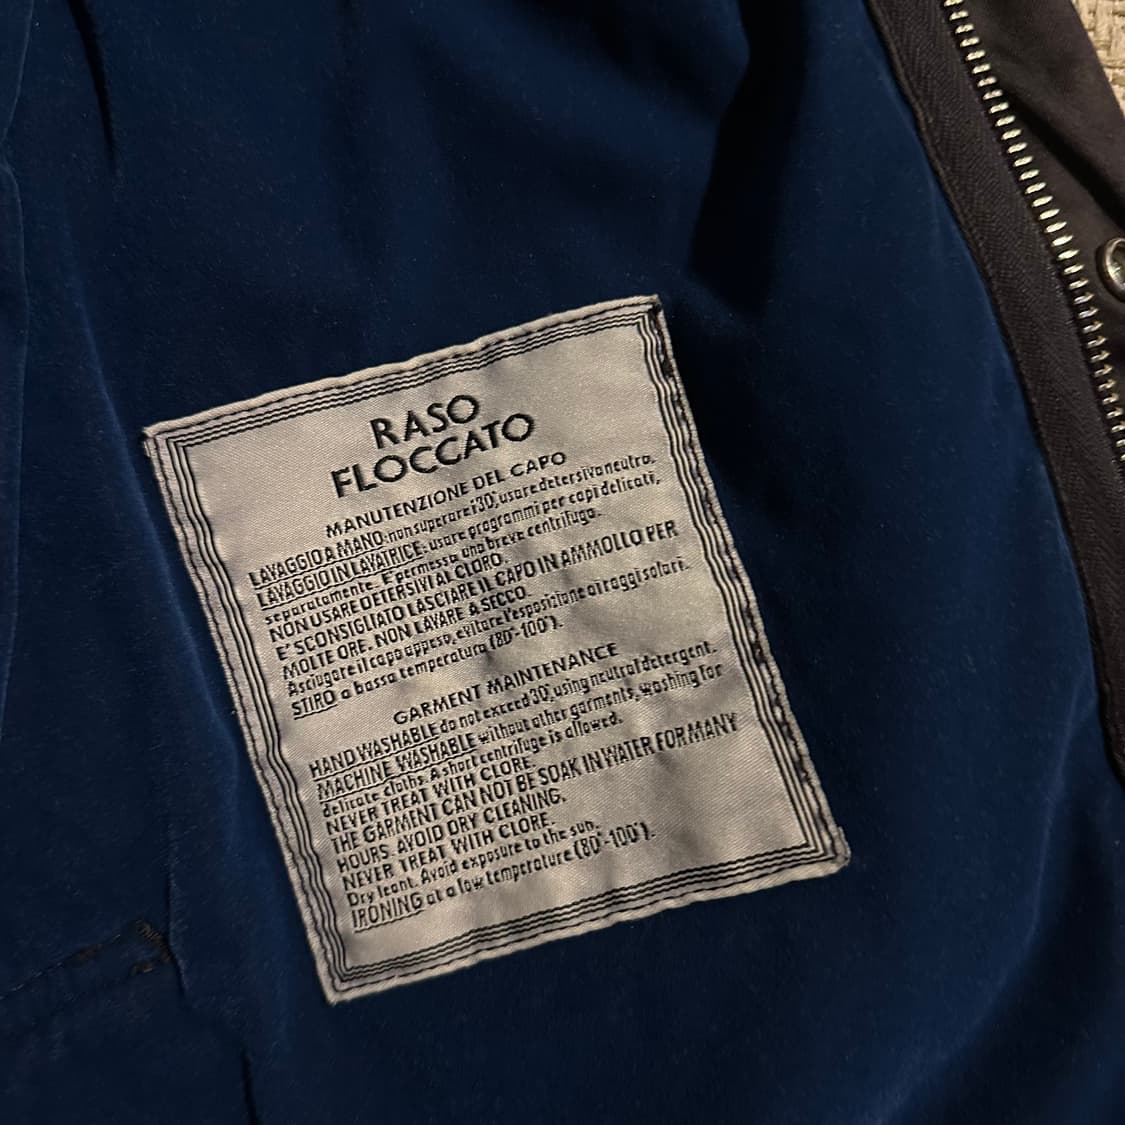 RASO
FLOCCATO
MANUTENZIONE DEL CAPO
LAVAGGIO A MANO: non superare i 30°, usare detersivo neutro.
LAVAGGIO IN LAVATRICE: usare programmi per capi delicati,
separatamente. E' permessa una breve centrifuga.
NON USARE DETERSIVI AL CLORO.
E' SCONSIGLIATO LASCIARE IL CAPO IN AMMOLLO PER
MOLTE ORE. NON LAVARE A SECCO.
Asciugare il capo appeso, evitare l'esposizione ai raggi solari.
STIRO a bassa temperatura (80°-100°).
GARMENT MAINTENANCE
HAND WASHABLE do not exceed 30°, using neutral detergent.
MACHINE WASHABLE without other garments, washing for
delicate cloths. A short centrifuge is allowed.
NEVER TREAT WITH CLORE.
THE GARMENT CAN NOT BE SOAK IN WATER FOR MANY
HOURS. AVOID DRY CLEANING.
NEVER TREAT WITH CLORE.
Dry leant. Avoid exposure to the sun.
IRONING at a low temperature (80°-100°).